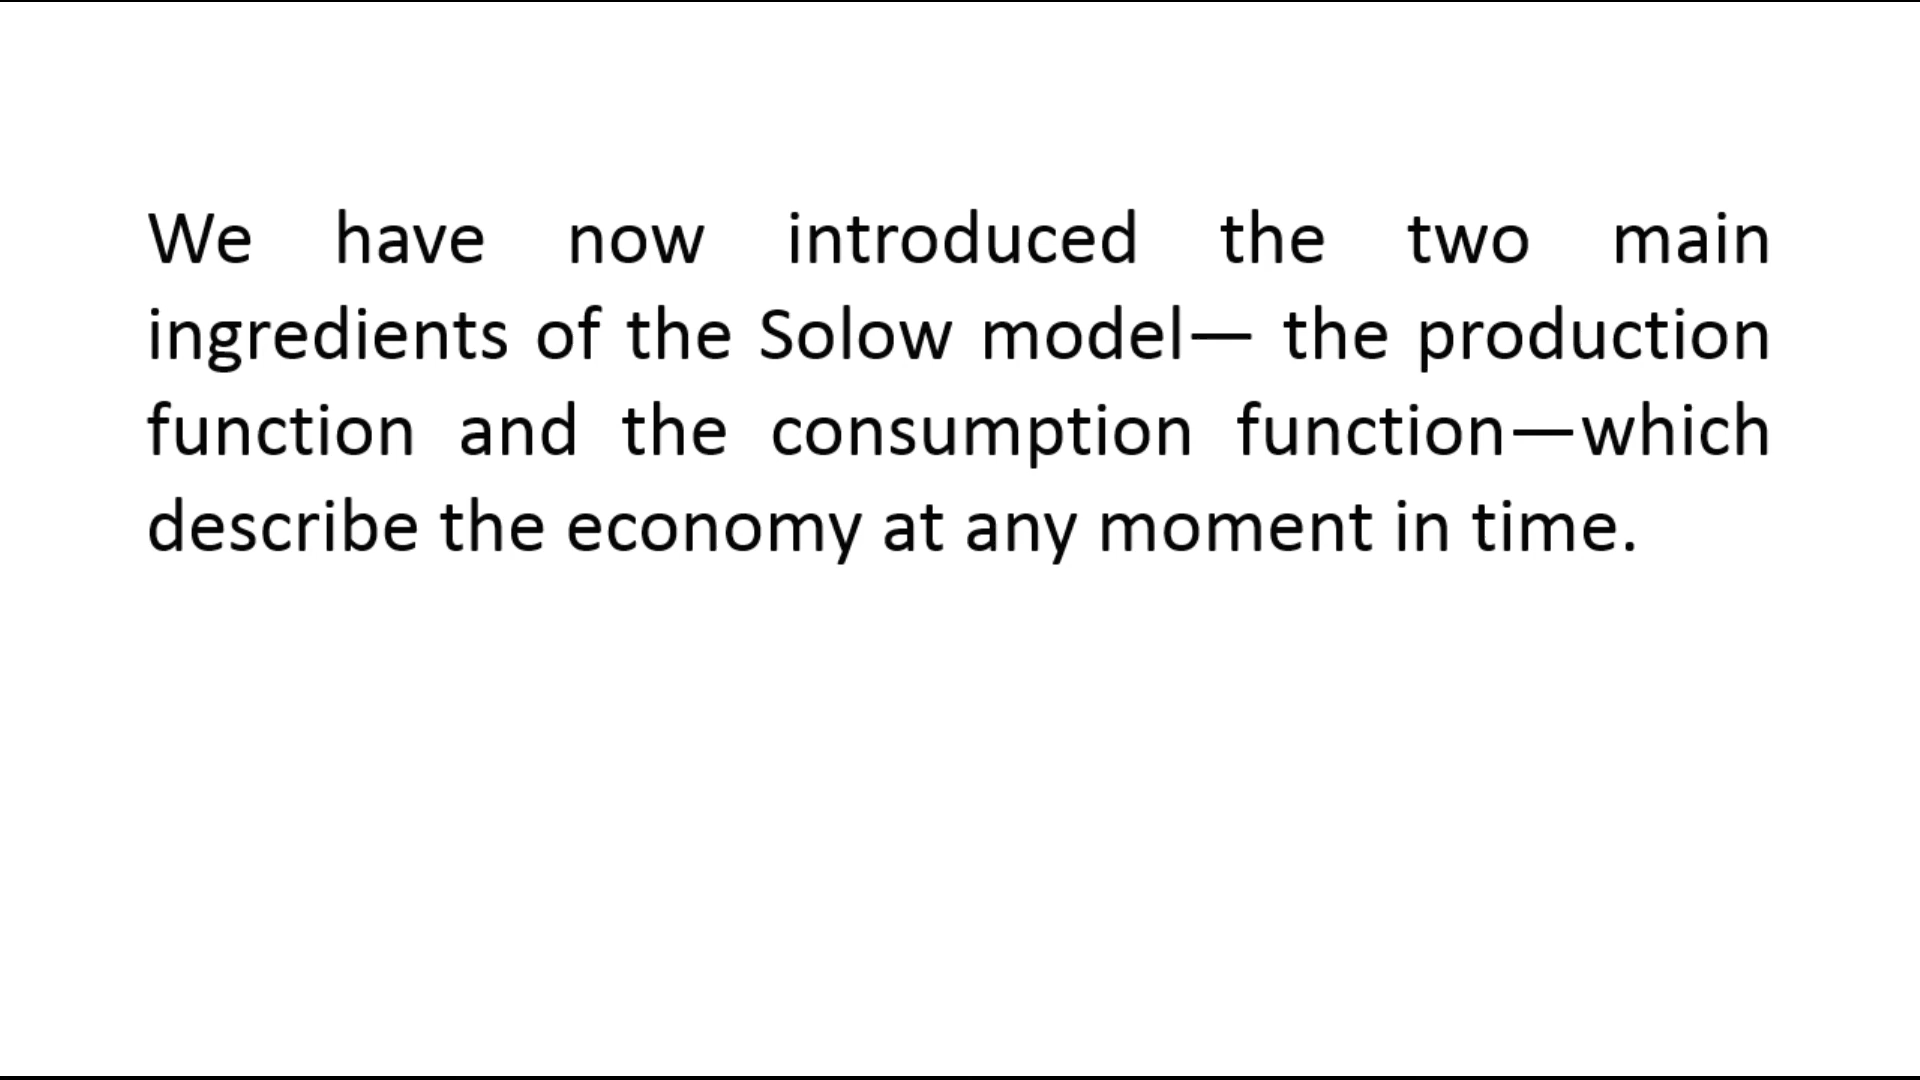 We have now introduced the two main
ingredients of the Solow model— the production
function and the consumption function—which
describe the economy at any moment in time.